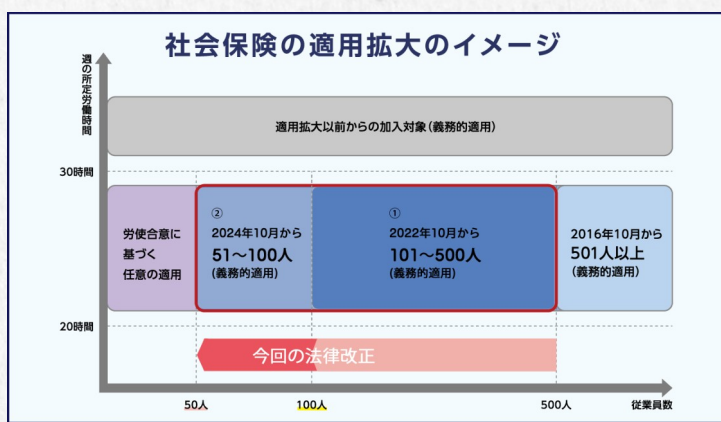 社会保険の適用拡大のイメージ
週の所定労働時間
適用拡大以前からの加入対象(義務的適用)
30時間
労使合意に
基づく
任意の適用
②
2024年10月から
51〜100人
(義務的適用)
①
2022年10月から
101〜500人
(義務的適用)
2016年10月から
501人以上
(義務的適用)
20時間
今回の法律改正
50人
100人
500人
従業員数